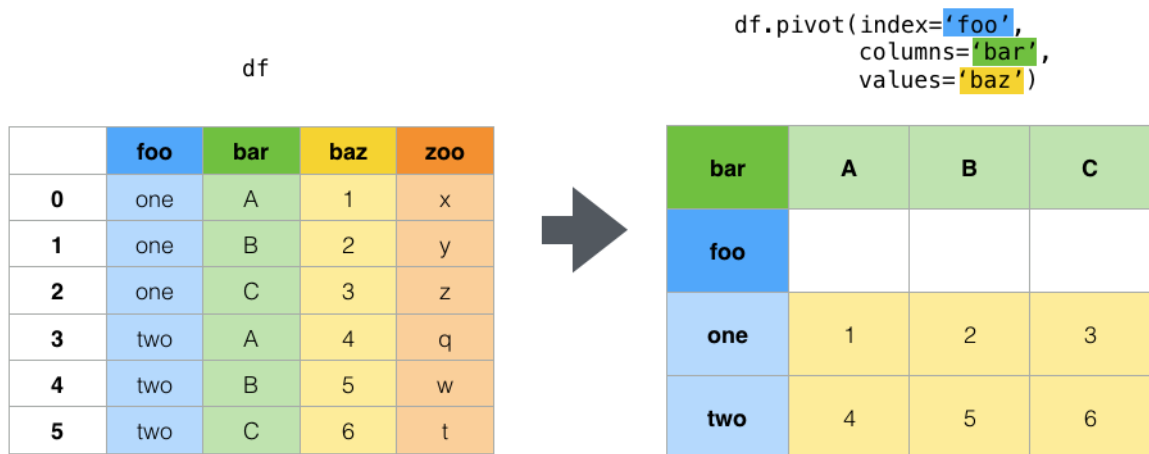 df
foo bar baz zoo
0 one A 1 x
1 one B 2 y
2 one C 3 z
3 two A 4 q
4 two B 5 w
5 two C 6 t
df.pivot(index=‘foo’,
columns=‘bar’,
values=‘baz’)
bar A B C
foo
one 1 2 3
two 4 5 6